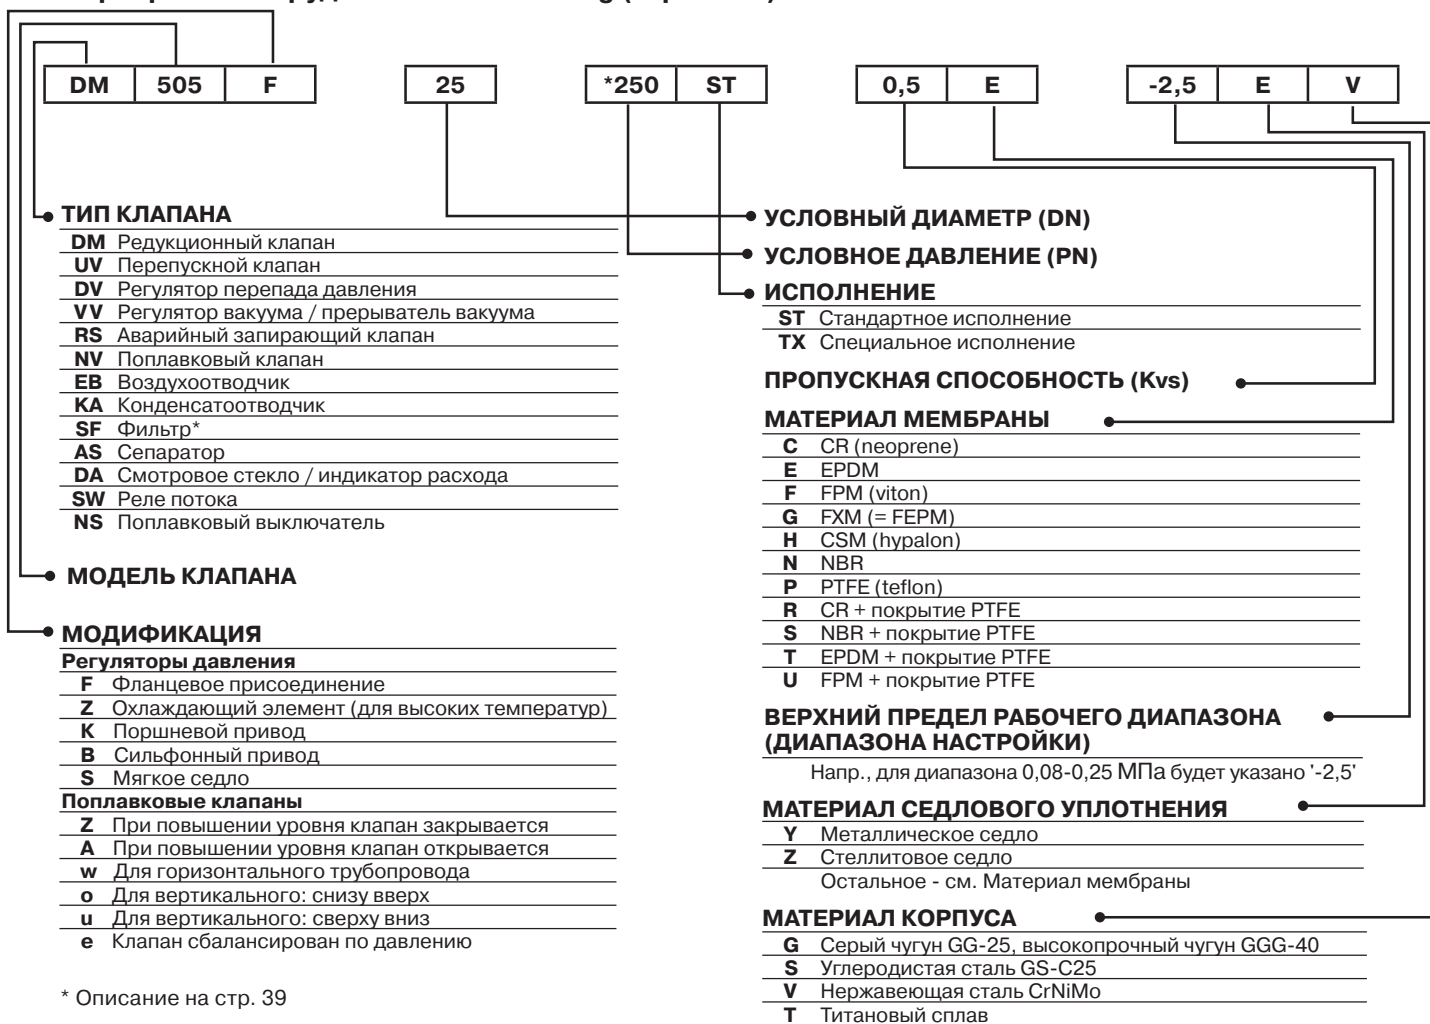 DM 505 F 25 *250 ST 0,5 E -2,5 E V
ТИП КЛАПАНА
DM Редукционный клапан
UV Перепускной клапан
DV Регулятор перепада давления
VV Регулятор вакуума / прерыватель вакуума
RS Аварийный запирающий клапан
NV Поплавковый клапан
EB Воздухоотводчик
KA Конденсатоотводчик
SF Фильтр*
AS Сепаратор
DA Смотровое стекло / индикатор расхода
SW Реле потока
NS Поплавковый выключатель
МОДЕЛЬ КЛАПАНА
МОДИФИКАЦИЯ
Регуляторы давления
F Фланцевое присоединение
Z Охлаждающий элемент (для высоких температур)
K Поршневой привод
B Сильфонный привод
S Мягкое седло
Поплавковые клапаны
Z При повышении уровня клапан закрывается
A При повышении уровня клапан открывается
w Для горизонтального трубопровода
o Для вертикального: снизу вверх
u Для вертикального: сверху вниз
e Клапан сбалансирован по давлению
* Описание на стр. 39
УСЛОВНЫЙ ДИАМЕТР (DN)
УСЛОВНОЕ ДАВЛЕНИЕ (PN)
ИСПОЛНЕНИЕ
ST Стандартное исполнение
TX Специальное исполнение
ПРОПУСКНАЯ СПОСОБНОСТЬ (Kvs)
МАТЕРИАЛ МЕМБРАНЫ
C CR (neoprene)
E EPDM
F FPM (viton)
G FXM (= FEPM)
H CSM (hypalon)
N NBR
P PTFE (teflon)
R CR + покрытие PTFE
S NBR + покрытие PTFE
T EPDM + покрытие PTFE
U FPM + покрытие PTFE
ВЕРХНИЙ ПРЕДЕЛ РАБОЧЕГО ДИАПАЗОНА
(ДИАПАЗОНА НАСТРОЙКИ)
Напр., для диапазона 0,08-0,25 МПа будет указано '-2,5'
МАТЕРИАЛ СЕДЛОВОГО УПЛОТНЕНИЯ
Y Металлическое седло
Z Стеллитовое седло
Остальное - см. Материал мембраны
МАТЕРИАЛ КОРПУСА
G Серый чугун GG-25, высокопрочный чугун GGG-40
S Углеродистая сталь GS-C25
V Нержавеющая сталь CrNiMo
T Титановый сплав